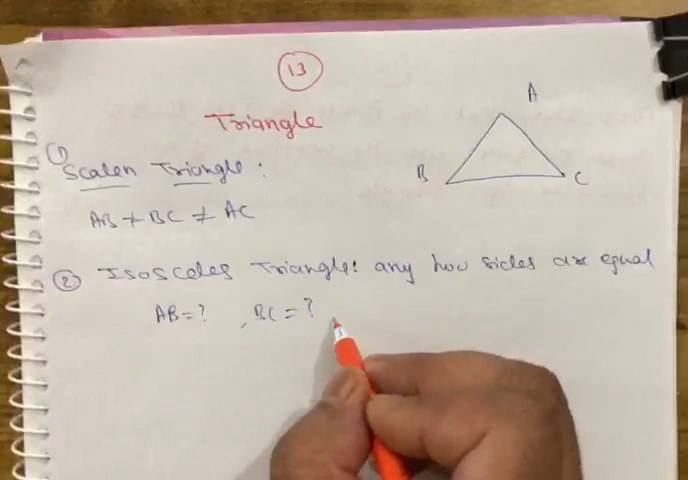 13
Triangle
A
B
C
(1)
Scalen Triangle :
AB ≠ BC ≠ AC
(2) Isosceles Triangle: any two sides are equal
AB = ? , BC = ?